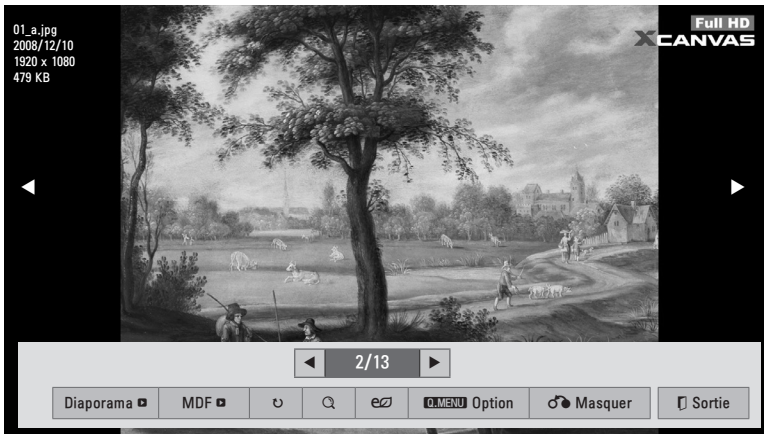 01_a.jpg
2008/12/10
1920 x 1080
479 KB
Full HD
XCANVAS
2/13
Diaporama MDF Q.MENU Option Masquer Sortie